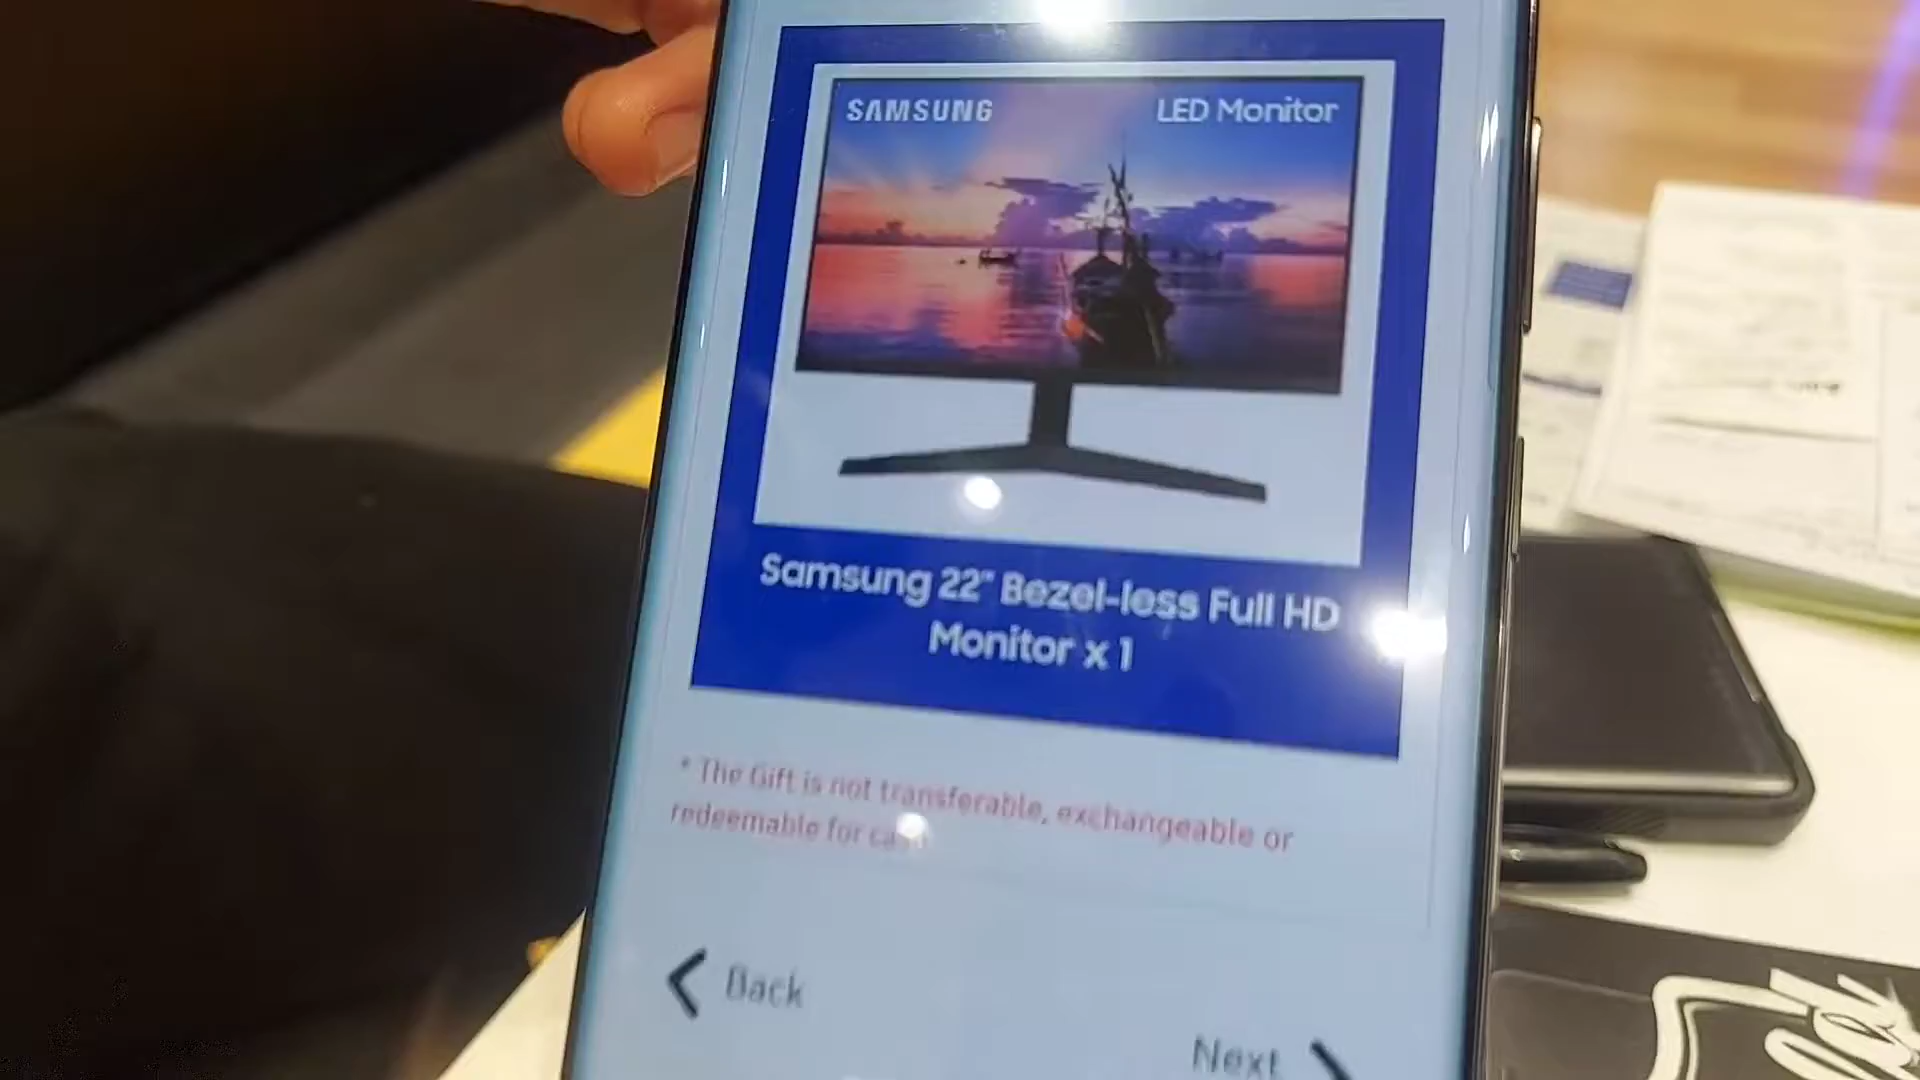 SAMSUNG LED Monitor
Samsung 22" Bezel-less Full HD
Monitor x 1
* The Gift is not transferable, exchangeable or
redeemable for
Back
Next